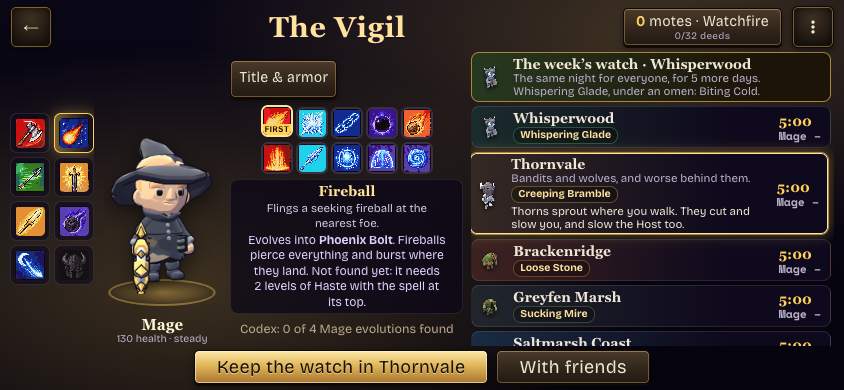 The Vigil
0 motes · Watchfire
0/32 deeds
Title & armor
FIRST
Fireball
Flings a seeking fireball at the
nearest foe.
Evolves into Phoenix Bolt. Fireballs
pierce everything and burst where
they land. Not found yet: it needs
2 levels of Haste with the spell at
its top.
Codex: 0 of 4 Mage evolutions found
Mage
130 health · steady
The week's watch · Whisperwood
The same night for everyone, for 5 more days.
Whispering Glade, under an omen: Biting Cold.
Whisperwood
Whispering Glade
5:00
Mage –
Thornvale
Bandits and wolves, and worse behind them.
Creeping Bramble
Thorns sprout where you walk. They cut and
slow you, and slow the Host too.
5:00
Mage –
Brackenridge
Loose Stone
5:00
Mage –
Greyfen Marsh
Sucking Mire
5:00
Mage –
Saltmarsh Coast
5:00
Keep the watch in Thornvale
With friends